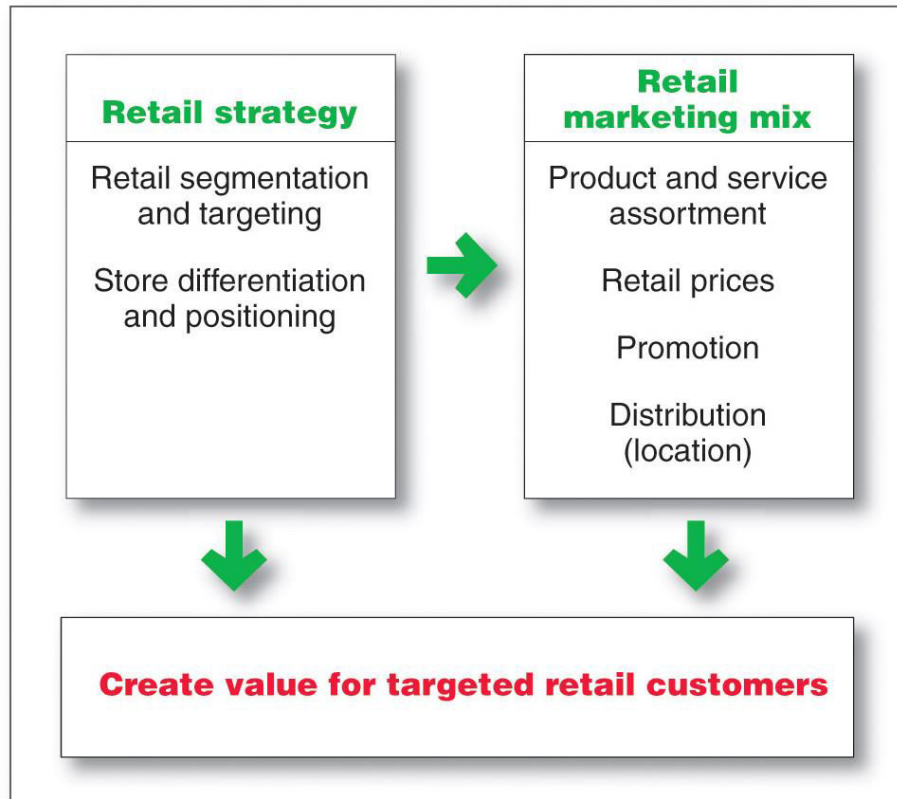 Retail strategy
Retail segmentation
and targeting
Store differentiation
and positioning
Retail
marketing mix
Product and service
assortment
Retail prices
Promotion
Distribution
(location)
Create value for targeted retail customers